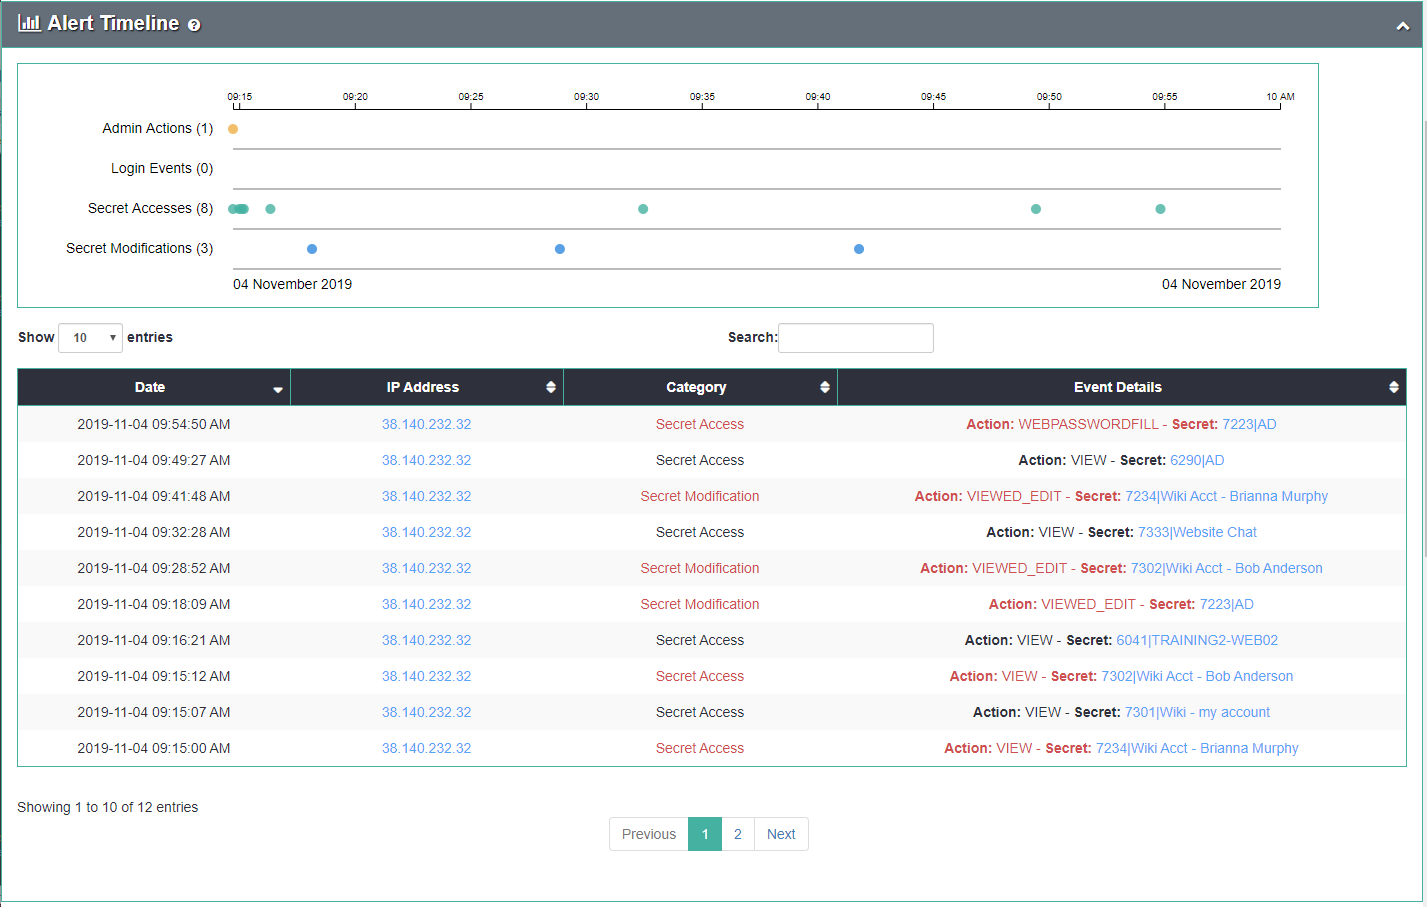 Alert Timeline ?
09:15 09:20 09:25 09:30 09:35 09:40 09:45 09:50 09:55 10 AM
Admin Actions (1)
Login Events (0)
Secret Accesses (8)
Secret Modifications (3)
04 November 2019 04 November 2019
Show 10 entries Search:
Date IP Address Category Event Details
2019-11-04 09:54:50 AM 38.140.232.32 Secret Access Action: WEBPASSWORDFILL - Secret: 7223|AD
2019-11-04 09:49:27 AM 38.140.232.32 Secret Access Action: VIEW - Secret: 6290|AD
2019-11-04 09:41:48 AM 38.140.232.32 Secret Modification Action: VIEWED_EDIT - Secret: 7234|Wiki Acct - Brianna Murphy
2019-11-04 09:32:28 AM 38.140.232.32 Secret Access Action: VIEW - Secret: 7333|Website Chat
2019-11-04 09:28:52 AM 38.140.232.32 Secret Modification Action: VIEWED_EDIT - Secret: 7302|Wiki Acct - Bob Anderson
2019-11-04 09:18:09 AM 38.140.232.32 Secret Modification Action: VIEWED_EDIT - Secret: 7223|AD
2019-11-04 09:16:21 AM 38.140.232.32 Secret Access Action: VIEW - Secret: 6041|TRAINING2-WEB02
2019-11-04 09:15:12 AM 38.140.232.32 Secret Access Action: VIEW - Secret: 7302|Wiki Acct - Bob Anderson
2019-11-04 09:15:07 AM 38.140.232.32 Secret Access Action: VIEW - Secret: 7301|Wiki - my account
2019-11-04 09:15:00 AM 38.140.232.32 Secret Access Action: VIEW - Secret: 7234|Wiki Acct - Brianna Murphy
Showing 1 to 10 of 12 entries
Previous 1 2 Next